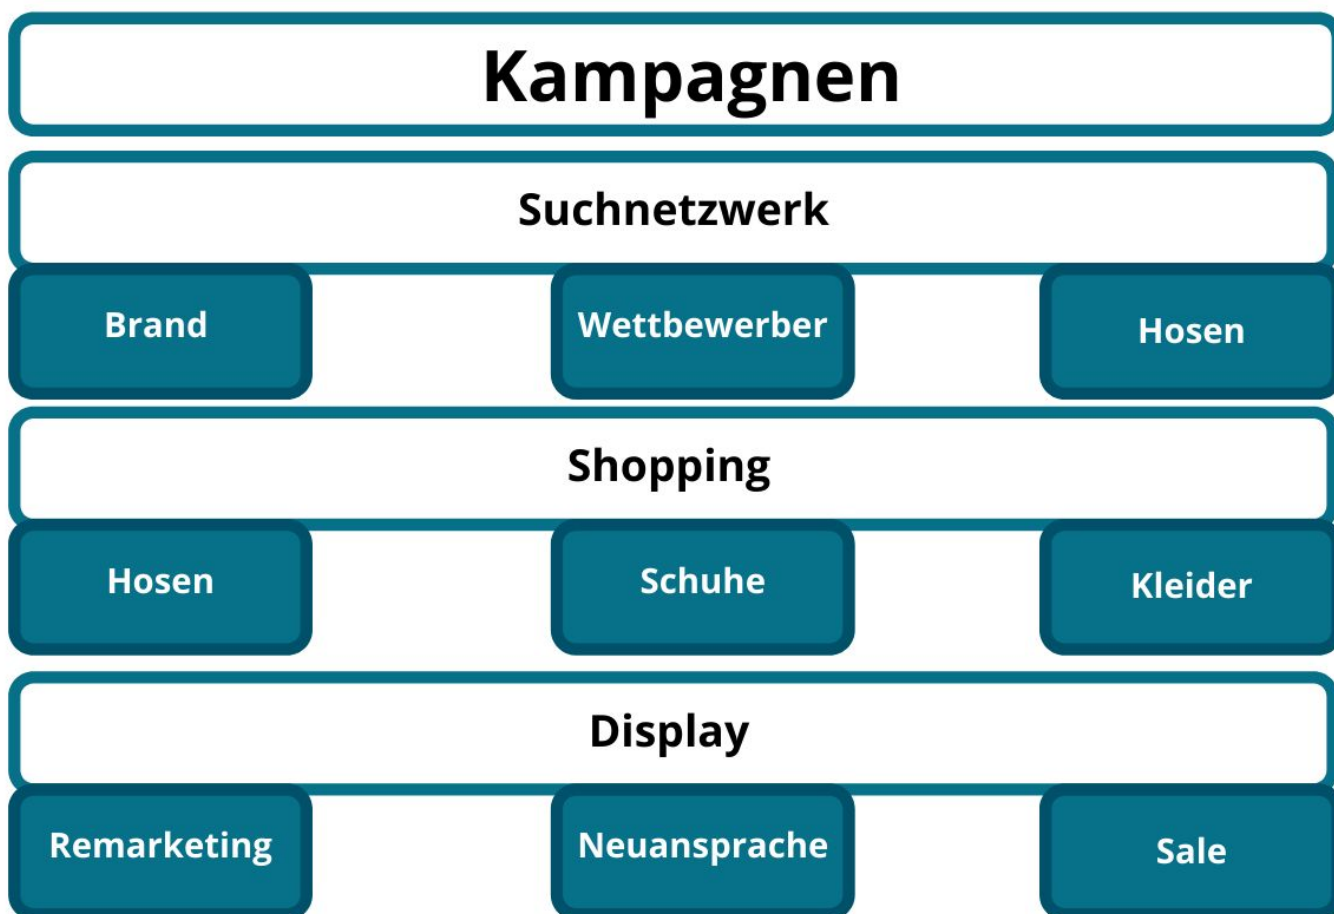 Kampagnen
Suchnetzwerk
Brand
Wettbewerber
Hosen
Shopping
Hosen
Schuhe
Kleider
Display
Remarketing
Neuansprache
Sale